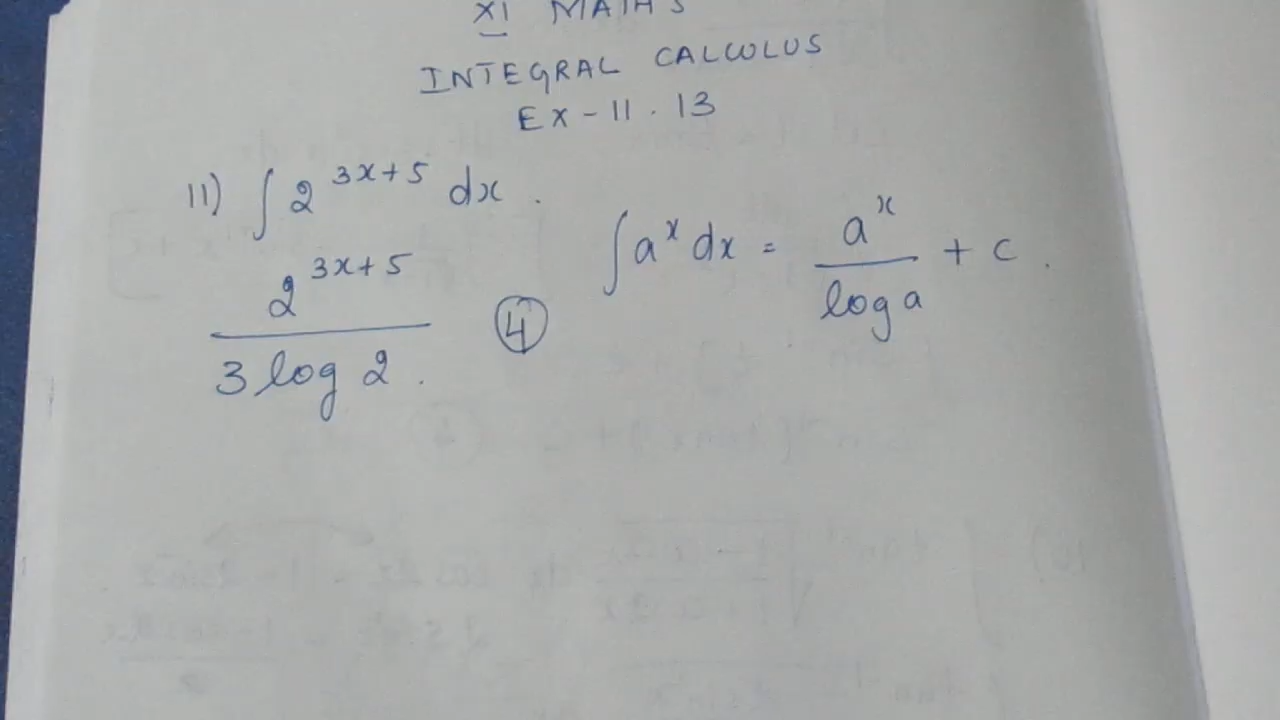 XI MATHS
INTEGRAL CALCULUS
EX - 11.13
11) ∫ 2^{3x+5} dx.
∫ a^x dx = a^x / log a + c.
2^{3x+5} / 3 log 2. ④